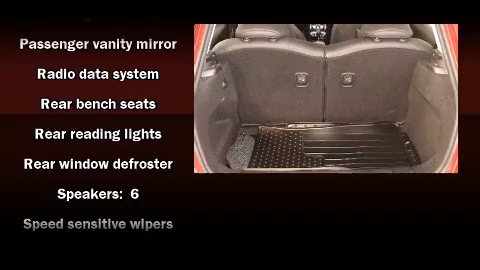 Passenger vanity mirror
Radio data system
Rear bench seats
Rear reading lights
Rear window defroster
Speakers: 6
Speed sensitive wipers